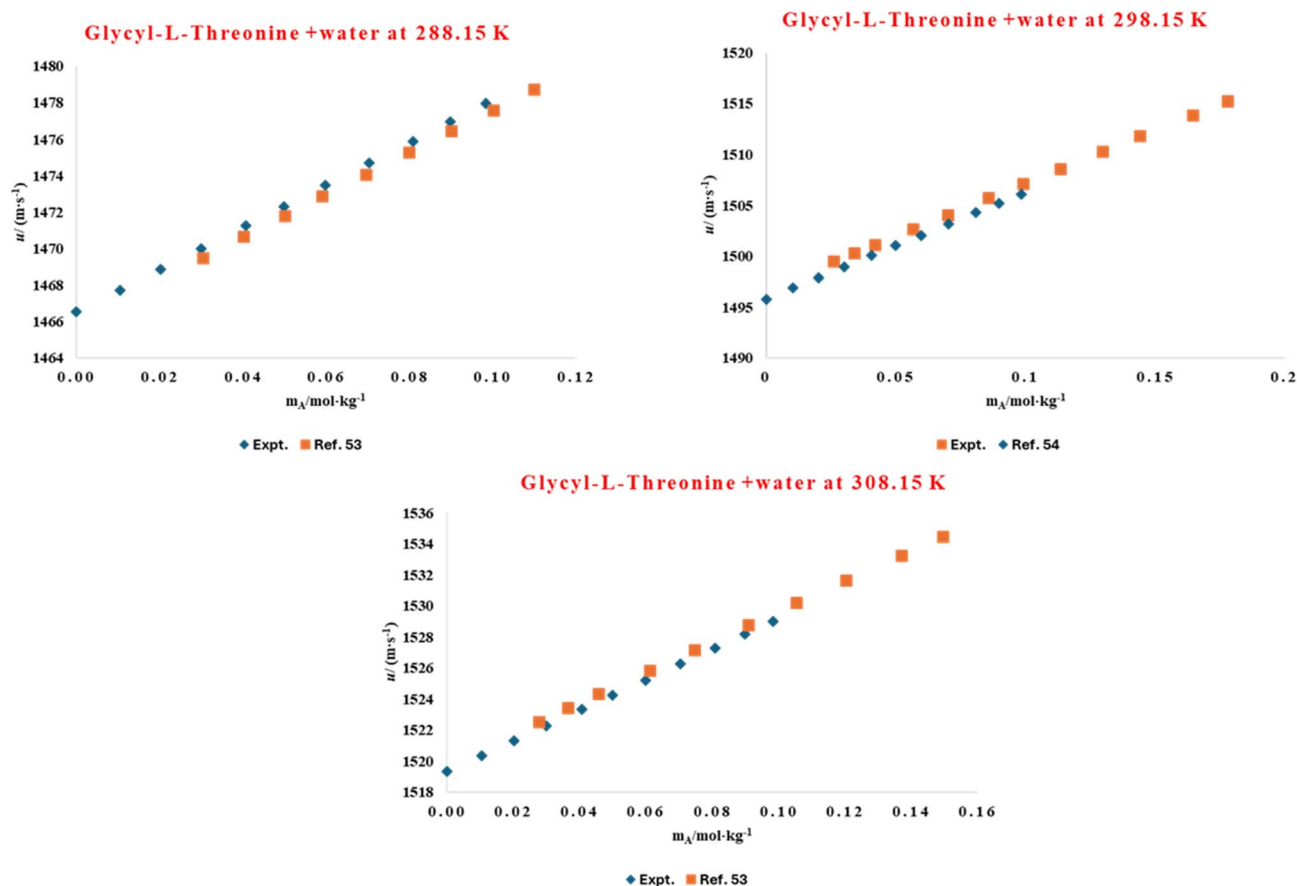 Glycyl-L-Threonine +water at 288.15 K
1480
1478
1476
1474
1472
1470
1468
1466
1464
u/ (m·s⁻¹)
0.00 0.02 0.04 0.06 0.08 0.10 0.12
mA/mol·kg⁻¹
Expt. Ref. 53
Glycyl-L-Threonine +water at 298.15 K
1520
1515
1510
1505
1500
1495
1490
u/ (m·s⁻¹)
0 0.05 0.1 0.15 0.2
mA/mol·kg⁻¹
Expt. Ref. 54
Glycyl-L-Threonine +water at 308.15 K
1536
1534
1532
1530
1528
1526
1524
1522
1520
1518
u/ (m·s⁻¹)
0.00 0.02 0.04 0.06 0.08 0.10 0.12 0.14 0.16
mA/mol·kg⁻¹
Expt. Ref. 53